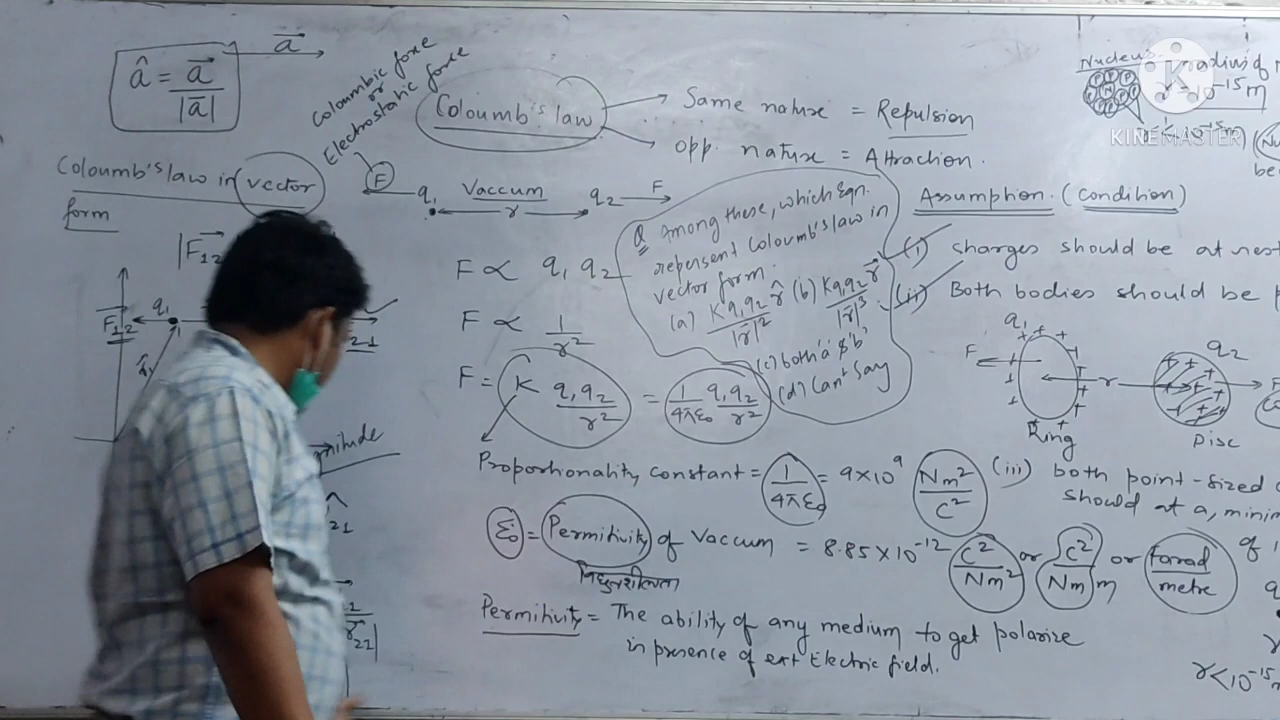 â = a⃗ / |a⃗|
a⃗
Coloumbic force
or
Electrostatic force
Coloumb's law
Same nature = Repulsion
opp. nature = Attraction.
Nucleus
radius of
r = 10⁻¹⁵ m
KINEMASTER
Coloumb's law in vector
form
F q₁ Vaccum q₂ F
r
Assumption. (Condition)
|F₁₂
F ∝ q₁ q₂
F ∝ 1/r²
F = K q₁q₂/r² = 1/4πε₀ q₁q₂/r²
Q Among these, which Eqn.
repersent Coloumb's law in
vector form.
(a) Kq₁q₂/|r⃗|² r̂ (b) Kq₁q₂/|r⃗|³ r⃗
(c) both 'a' & 'b'
(d) Can't say
(i) charges should be at rest
(ii) Both bodies should be
F₁₂ q₁
q₁ q₂
F r
Ring Disc
Proportionality constant = 1/4πε₀ = 9×10⁹ Nm²/C²
(iii) both point-sized
should at a, minim
ε₀ = Permitivity of Vaccum = 8.85×10⁻¹² C²/Nm² or C²/Nm m or farad/metre
Permitivity = The ability of any medium to get polarize
in presence of ext Electric field.
r<10⁻¹⁵ m